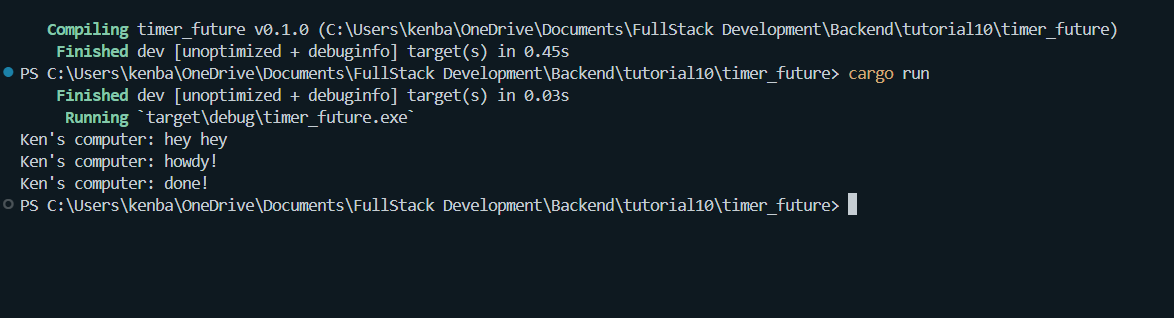 Compiling timer_future v0.1.0 (C:\Users\kenba\OneDrive\Documents\FullStack Development\Backend\tutorial10\timer_future)
Finished dev [unoptimized + debuginfo] target(s) in 0.45s
PS C:\Users\kenba\OneDrive\Documents\FullStack Development\Backend\tutorial10\timer_future> cargo run
Finished dev [unoptimized + debuginfo] target(s) in 0.03s
Running `target\debug\timer_future.exe`
Ken's computer: hey hey
Ken's computer: howdy!
Ken's computer: done!
PS C:\Users\kenba\OneDrive\Documents\FullStack Development\Backend\tutorial10\timer_future>